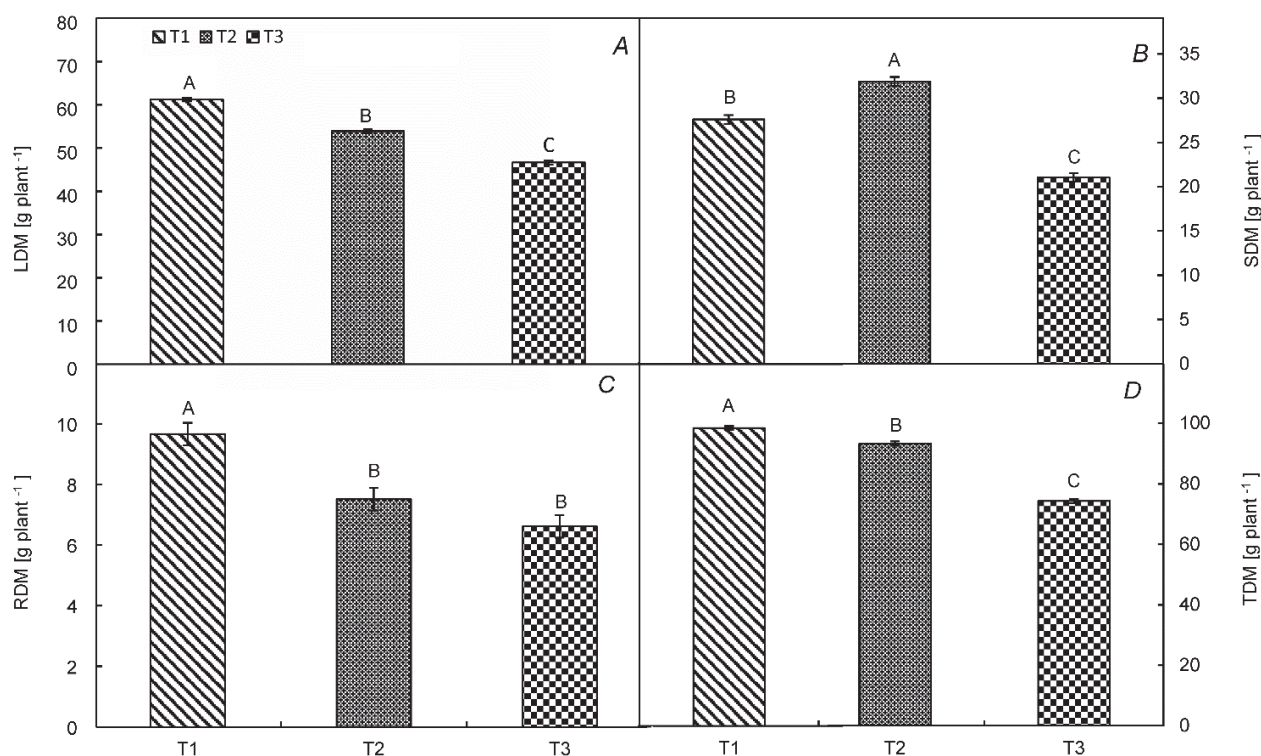 T1 T2 T3
A
B
80
70
60
50
40
30
20
10
0
LDM [g plant -1]
A
B
C
B
A
C
35
30
25
20
15
10
5
0
SDM [g plant -1]
C
D
10
8
6
4
2
0
RDM [g plant -1]
A
B
B
A
B
C
100
80
60
40
20
0
TDM [g plant -1]
T1 T2 T3 T1 T2 T3